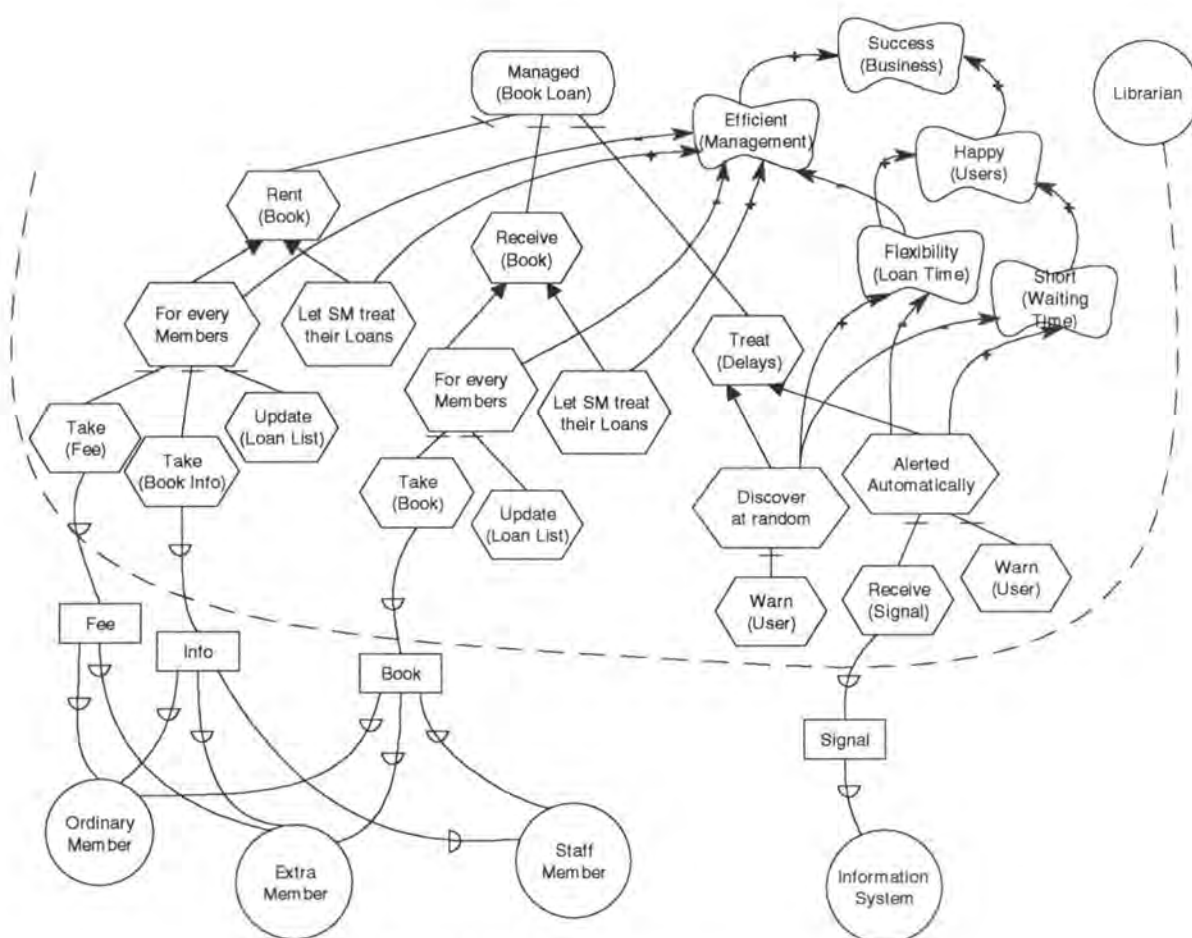 Success
(Business)
Managed
(Book Loan)
Librarian
Efficient
(Management)
Happy
(Users)
Rent
(Book)
Receive
(Book)
Flexibility
(Loan Time)
Short
(Waiting
Time)
For every
Members
Let SM treat
their Loans
Treat
(Delays)
For every
Members
Let SM treat
their Loans
Take
(Fee)
Update
(Loan List)
Take
(Book Info)
Take
(Book)
Update
(Loan List)
Discover
at random
Alerted
Automatically
Warn
(User)
Receive
(Signal)
Warn
(User)
Fee
Info
Book
Signal
Ordinary
Member
Extra
Member
Staff
Member
Information
System